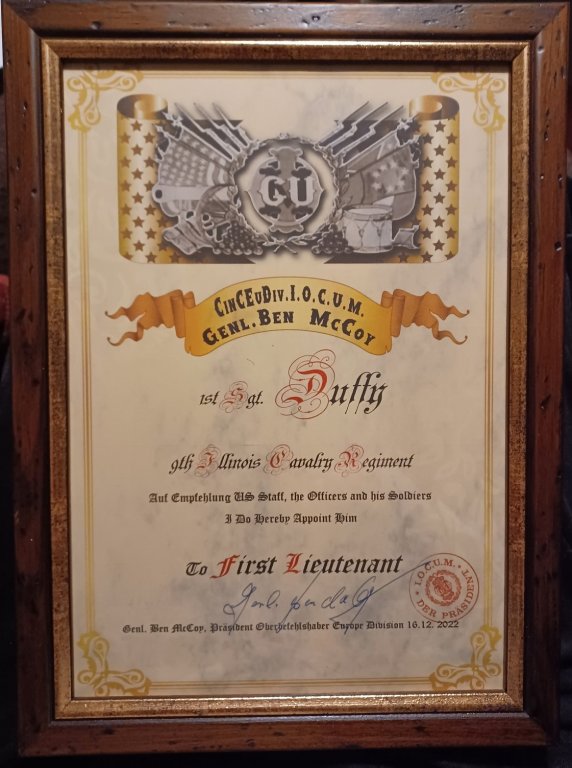 CU
CinCEuDiv.I.O.C.U.M.
Genl. Ben McCoy
1st Sgt. Duffy
9th Illinois Cavalry Regiment
Auf Empfehlung US Staff, the Officers and his Soldiers
I Do Hereby Appoint Him
To First Lieutenant
I.O.C.U.M.
DER PRÄSIDENT
Genl. Ben McCoy, Präsident Oberbefehlshaber Europe Division 16.12. 2022